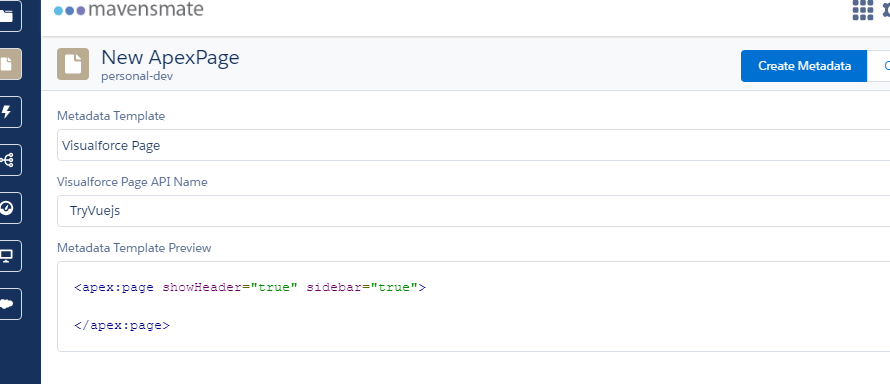 mavensmate
New ApexPage
personal-dev
Create Metadata
Metadata Template
Visualforce Page
Visualforce Page API Name
TryVuejs
Metadata Template Preview
<apex:page showHeader="true" sidebar="true">
</apex:page>